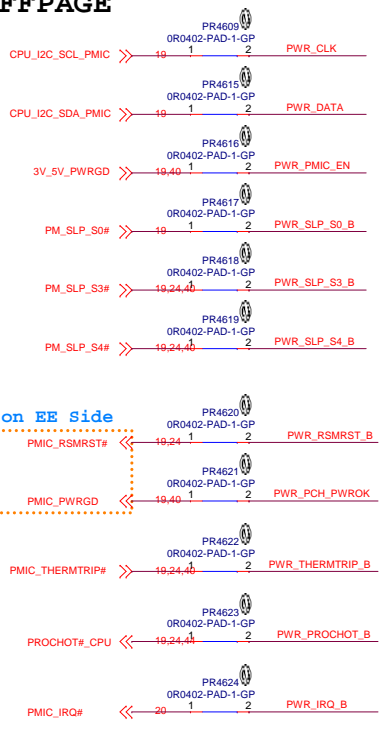 FFPAGE
PR4609
0R0402-PAD-1-GP
CPU_I2C_SCL_PMIC 19 1 2 PWR_CLK
PR4615
0R0402-PAD-1-GP
CPU_I2C_SDA_PMIC 19 1 2 PWR_DATA
PR4616
0R0402-PAD-1-GP
3V_5V_PWRGD 19,40 1 2 PWR_PMIC_EN
PR4617
0R0402-PAD-1-GP
PM_SLP_S0# 19 1 2 PWR_SLP_S0_B
PR4618
0R0402-PAD-1-GP
PM_SLP_S3# 19,24,40 1 2 PWR_SLP_S3_B
PR4619
0R0402-PAD-1-GP
PM_SLP_S4# 19,24,40 1 2 PWR_SLP_S4_B
on EE Side
PR4620
0R0402-PAD-1-GP
PMIC_RSMRST# 19,24 1 2 PWR_RSMRST_B
PR4621
0R0402-PAD-1-GP
PMIC_PWRGD 19,40 1 2 PWR_PCH_PWROK
PR4622
0R0402-PAD-1-GP
PMIC_THERMTRIP# 19,24,40 1 2 PWR_THERMTRIP_B
PR4623
0R0402-PAD-1-GP
PROCHOT#_CPU 19,24,44 1 2 PWR_PROCHOT_B
PR4624
0R0402-PAD-1-GP
PMIC_IRQ# 20 1 2 PWR_IRQ_B